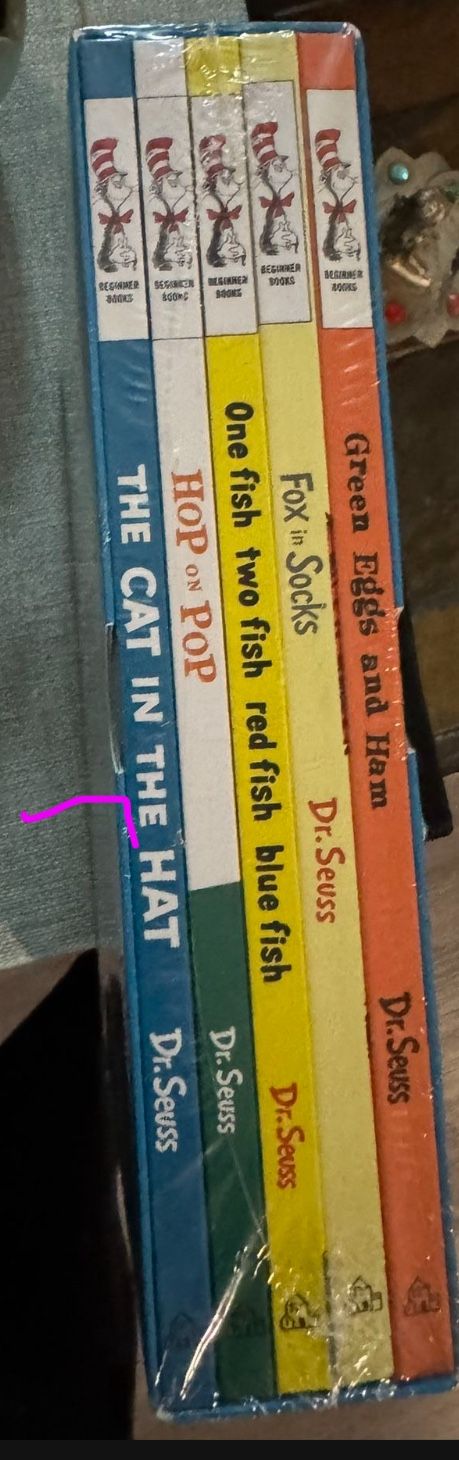 BEGINNER
BOOKS
THE CAT IN THE HAT
Dr. Seuss
BEGINNER
BOOKS
HOP ON POP
Dr. Seuss
BEGINNER
BOOKS
One fish two fish red fish blue fish
Dr. Seuss
BEGINNER
BOOKS
Fox in Socks
Dr. Seuss
BEGINNER
BOOKS
Green Eggs and Ham
Dr. Seuss